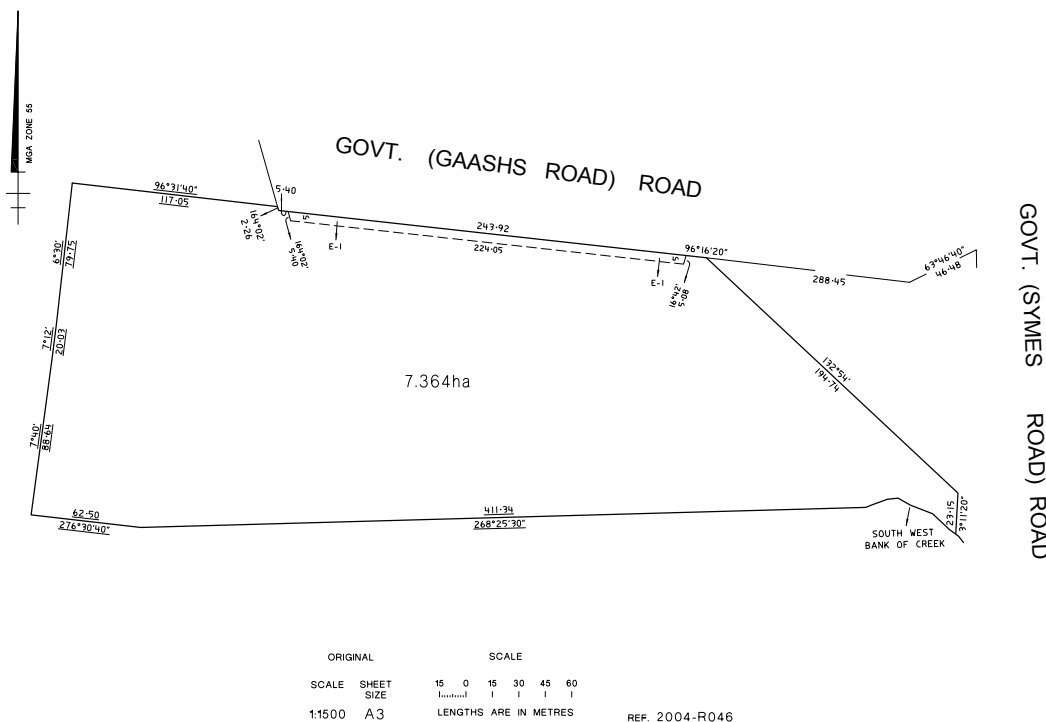 MGA ZONE 55
GOVT. (GAASHS ROAD) ROAD
GOVT. (SYMES ROAD) ROAD
96°31'40"
117·05
5·40
164°02'
2·26
164°02'
5·40
5
E-1
243·92
224·05
96°16'20"
5
E-1
16°42'
5·08
288·45
63°46'40"
46·48
6°30'
79·75
7°12'
20·03
7°40'
88·64
7.364ha
132°54'
194·74
62·50
276°30'40"
411·34
268°25'30"
23·15
3°11'20"
SOUTH WEST
BANK OF CREEK
ORIGINAL
SCALE
SHEET
SIZE
1:1500
A3
SCALE
15 0 15 30 45 60
LENGTHS ARE IN METRES
REF. 2004-R046